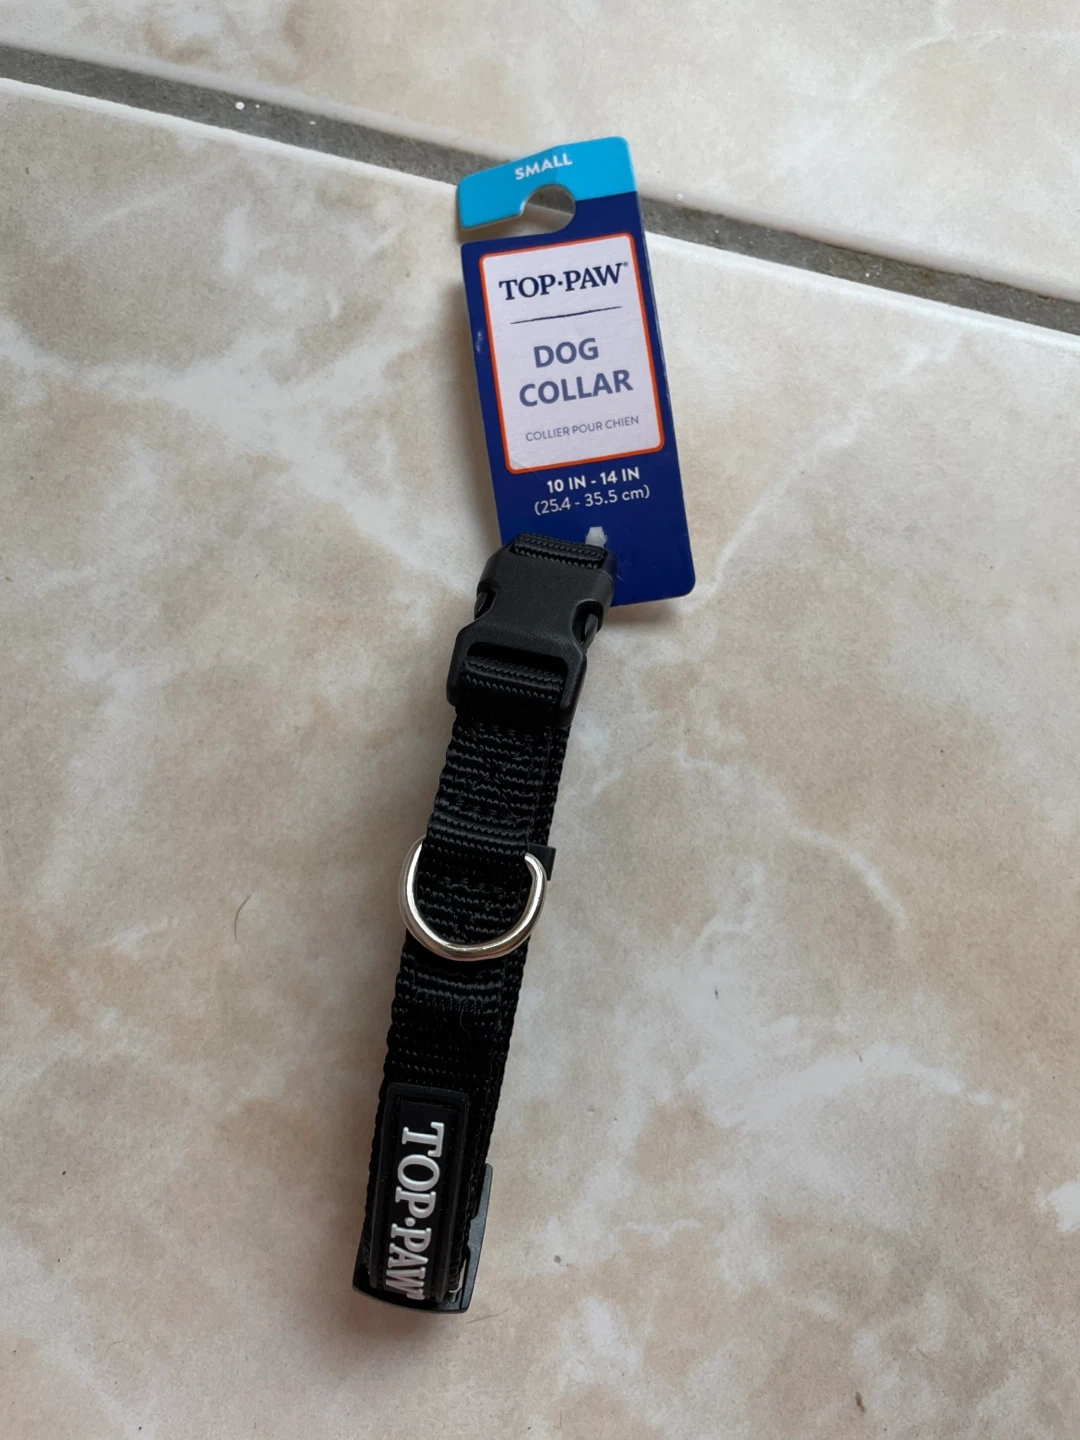 SMALL
TOP•PAW®
DOG
COLLAR
COLLIER POUR CHIEN
10 IN - 14 IN
(25.4 - 35.5 cm)
TOP•PAW